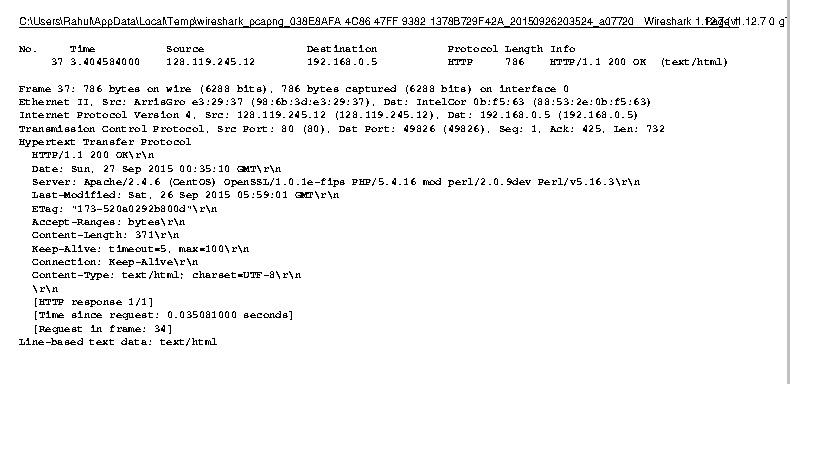 C:\Users\Rahul\AppData\Local\Temp\wireshark_pcapng_038E8AFA 4C86 47FF 9382 1378B729F42A_20150926203524_a07720 Wireshark
No. Time Source Destination Protocol Length Info
37 3.404584000 128.119.245.12 192.168.0.5 HTTP 786 HTTP/1.1 200 OK (text/html)
Frame 37: 786 bytes on wire (6288 bits), 786 bytes captured (6288 bits) on interface 0
Ethernet II, Src: ArrisGro e3:29:37 (98:6b:3d:e3:29:37), Dst: IntelCor 0b:f5:63 (88:53:2e:0b:f5:63)
Internet Protocol Version 4, Src: 128.119.245.12 (128.119.245.12), Dst: 192.168.0.5 (192.168.0.5)
Transmission Control Protocol, Src Port: 80 (80), Dst Port: 49826 (49826), Seq: 1, Ack: 425, Len: 732
Hypertext Transfer Protocol
HTTP/1.1 200 OK\r\n
Date: Sun, 27 Sep 2015 00:35:10 GMT\r\n
Server: Apache/2.4.6 (CentOS) OpenSSL/1.0.1e-fips PHP/5.4.16 mod perl/2.0.9dev Perl/v5.16.3\r\n
Last-Modified: Sat, 26 Sep 2015 05:59:01 GMT\r\n
ETag: "173-520a0292b800d"\r\n
Accept-Ranges: bytes\r\n
Content-Length: 371\r\n
Keep-Alive: timeout=5, max=100\r\n
Connection: Keep-Alive\r\n
Content-Type: text/html; charset=UTF-8\r\n
\r\n
[HTTP response 1/1]
[Time since request: 0.035081000 seconds]
[Request in frame: 34]
Line-based text data: text/html